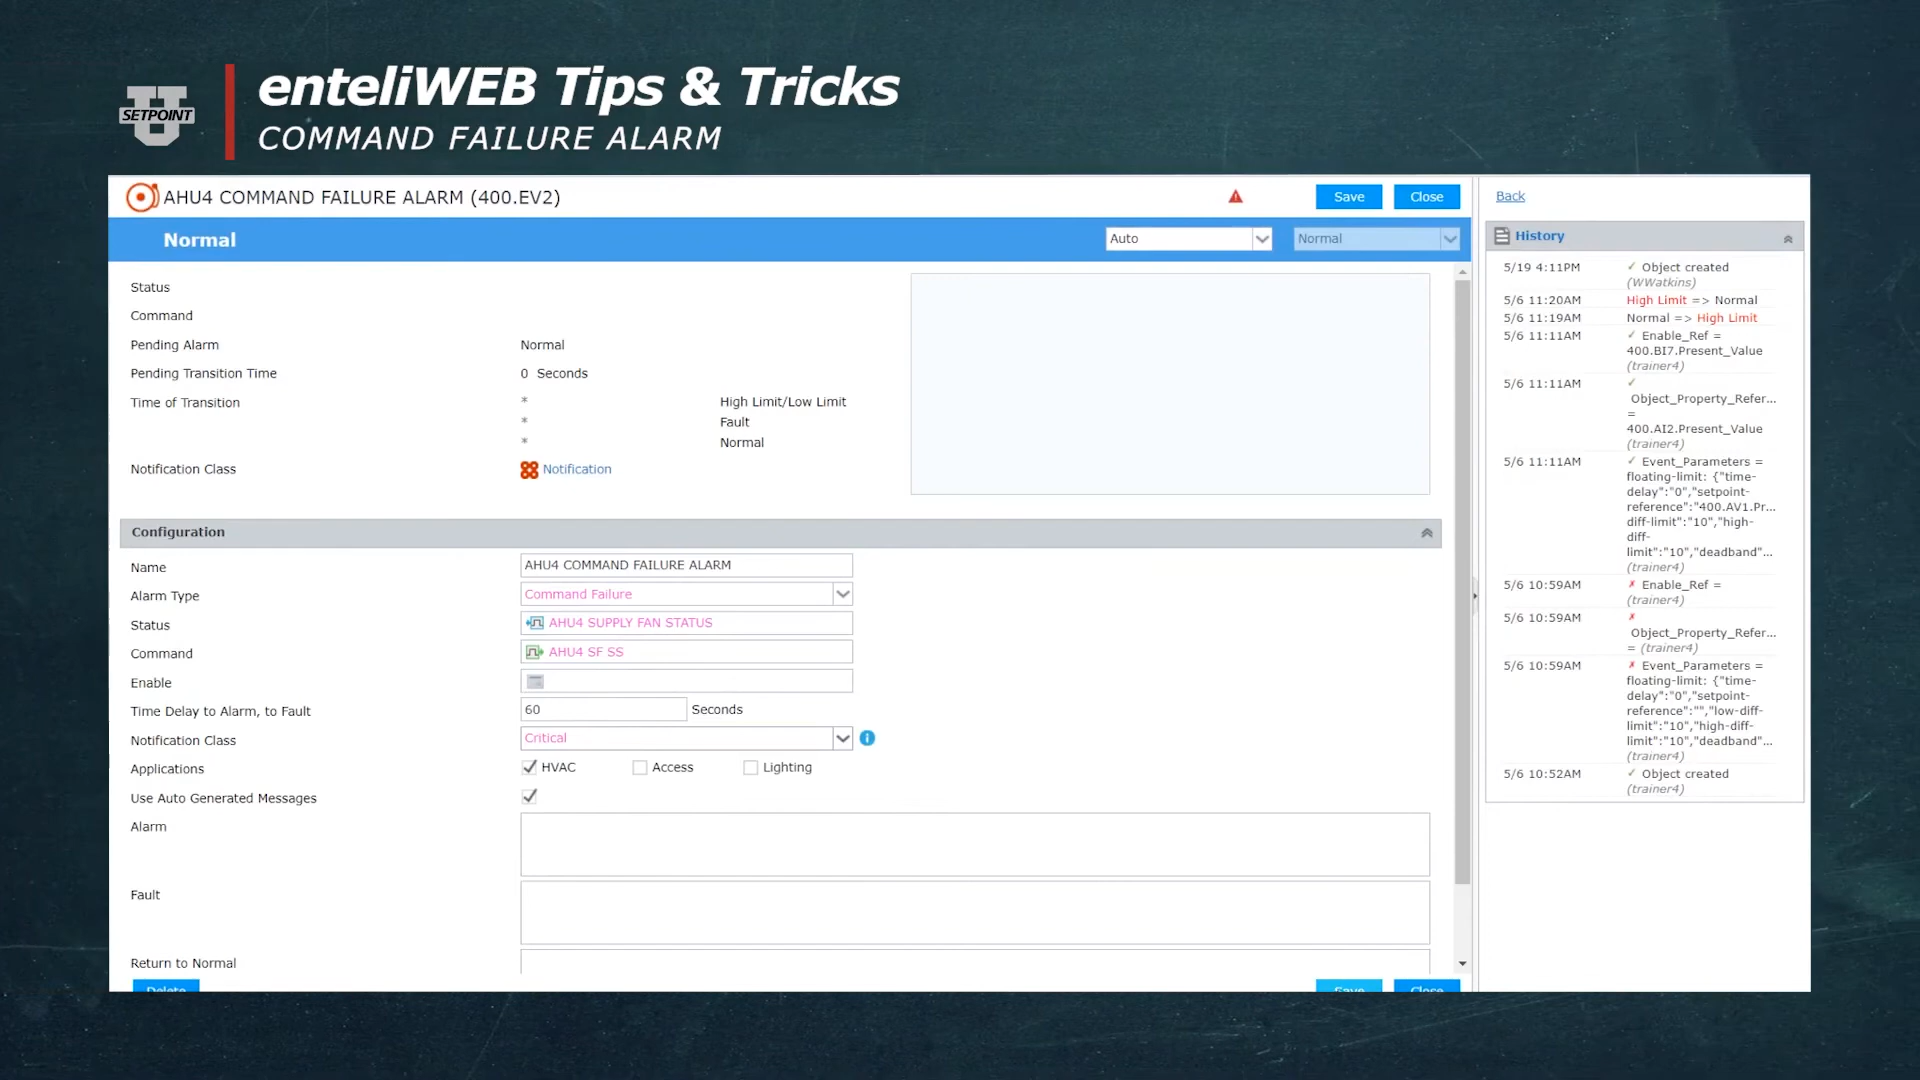 SETPOINT
enteliWEB Tips & Tricks
COMMAND FAILURE ALARM
AHU4 COMMAND FAILURE ALARM (400.EV2)
Save
Close
Back
Normal
Auto
Normal
History
Status
Command
Pending Alarm
Normal
Pending Transition Time
0 Seconds
Time of Transition
* High Limit/Low Limit
* Fault
* Normal
Notification Class
Notification
Configuration
Name
AHU4 COMMAND FAILURE ALARM
Alarm Type
Command Failure
Status
AHU4 SUPPLY FAN STATUS
Command
AHU4 SF SS
Enable
Time Delay to Alarm, to Fault
60
Seconds
Notification Class
Critical
Applications
HVAC
Access
Lighting
Use Auto Generated Messages
Alarm
Fault
Return to Normal
Delete
Save
Close
5/19 4:11PM ✓ Object created
(WWatkins)
5/6 11:20AM High Limit => Normal
5/6 11:19AM Normal => High Limit
5/6 11:11AM ✓ Enable_Ref =
400.BI7.Present_Value
(trainer4)
5/6 11:11AM ✓
Object_Property_Refer...
=
400.AI2.Present_Value
(trainer4)
5/6 11:11AM ✓ Event_Parameters =
floating-limit: {"time-
delay":"0","setpoint-
reference":"400.AV1.Pr...
diff-limit":"10","high-
diff-
limit":"10","deadband"...
(trainer4)
5/6 10:59AM ✗ Enable_Ref =
(trainer4)
5/6 10:59AM ✗
Object_Property_Refer...
= (trainer4)
5/6 10:59AM ✗ Event_Parameters =
floating-limit: {"time-
delay":"0","setpoint-
reference":"","low-diff-
limit":"10","high-diff-
limit":"10","deadband"...
(trainer4)
5/6 10:52AM ✓ Object created
(trainer4)